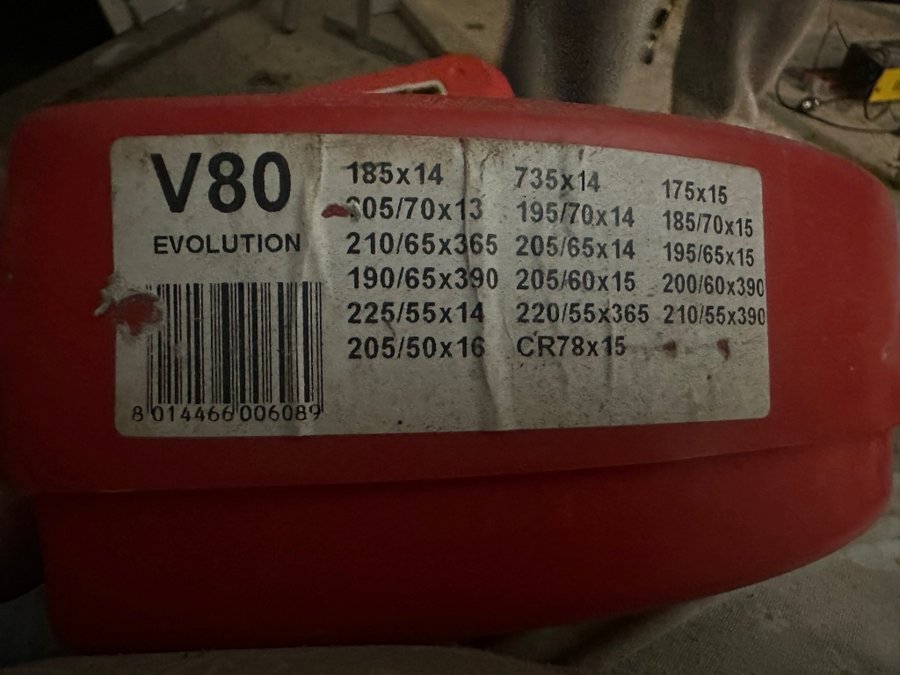 V80
EVOLUTION
8 014466 006089
185x14
205/70x13
210/65x365
190/65x390
225/55x14
205/50x16
735x14
195/70x14
205/65x14
205/60x15
220/55x365
CR78x15
175x15
185/70x15
195/65x15
200/60x390
210/55x390